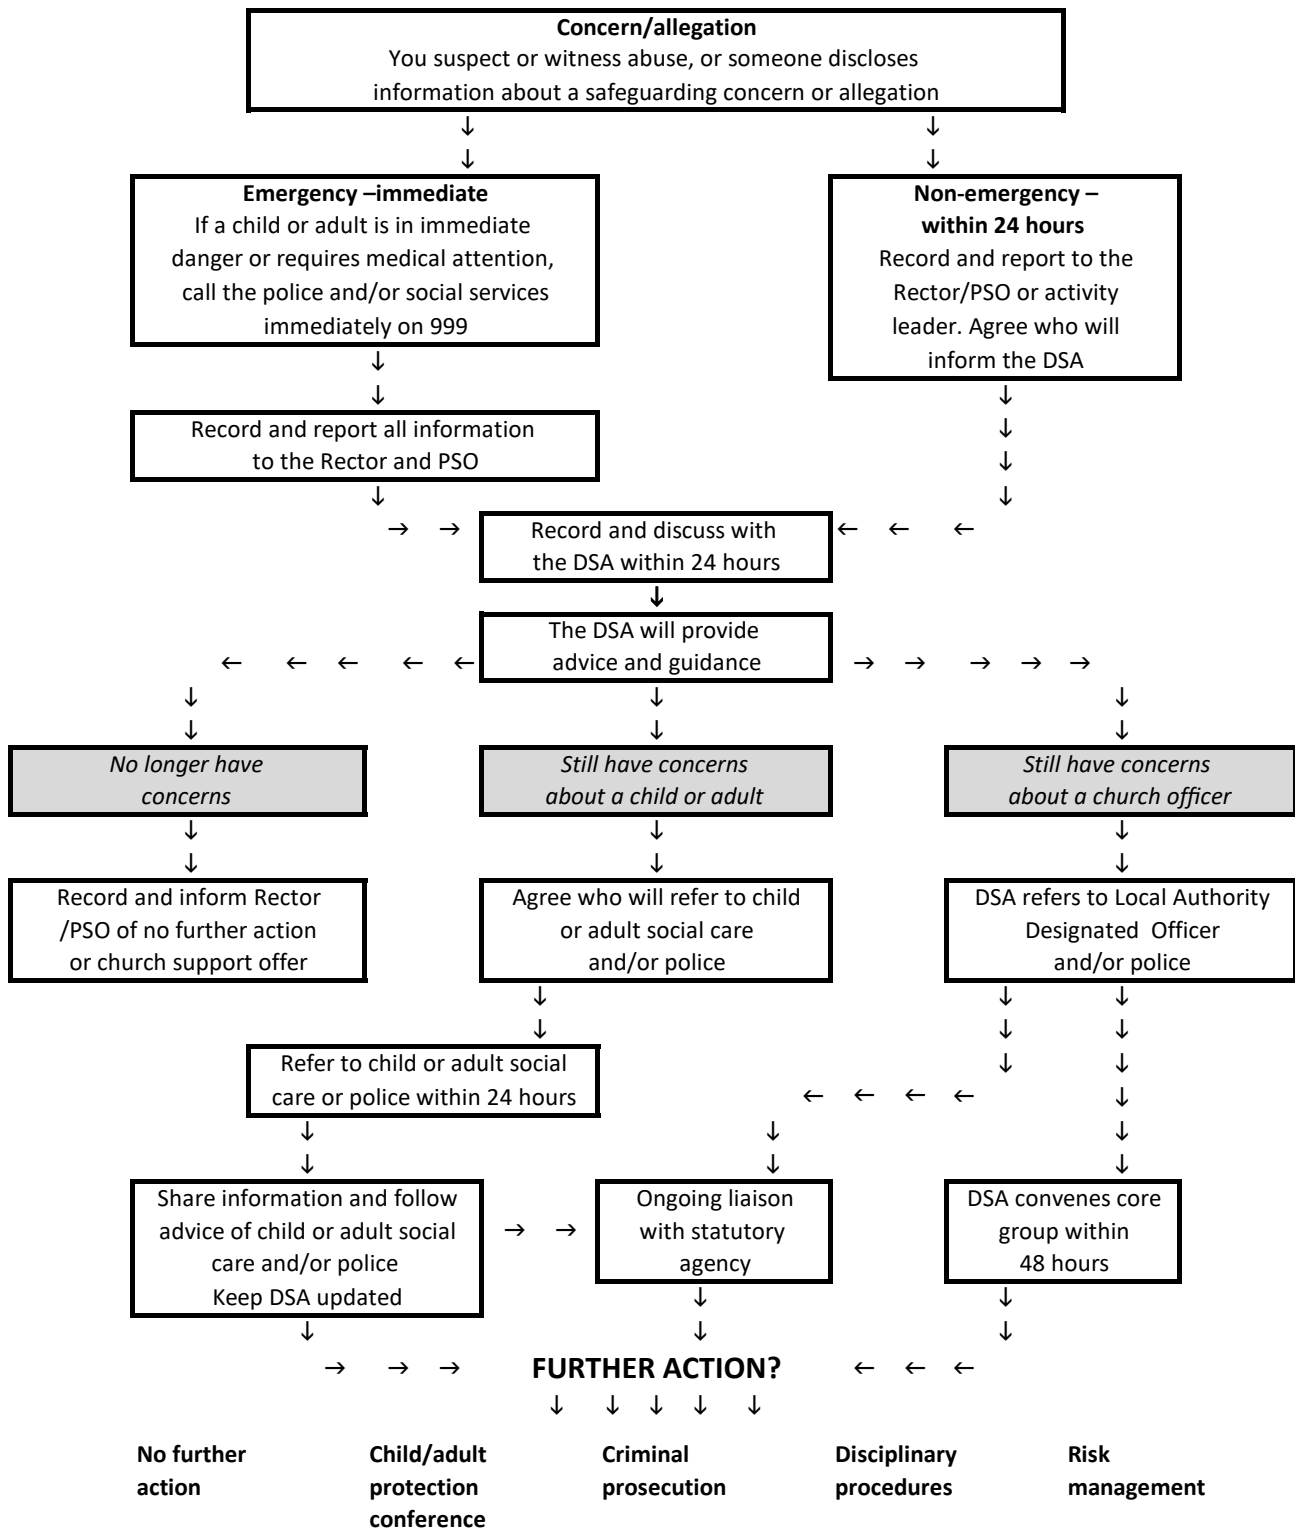 Concern/allegation
You suspect or witness abuse, or someone discloses
information about a safeguarding concern or allegation
Emergency –immediate
If a child or adult is in immediate
danger or requires medical attention,
call the police and/or social services
immediately on 999
Non-emergency –
within 24 hours
Record and report to the
Rector/PSO or activity
leader. Agree who will
inform the DSA
Record and report all information
to the Rector and PSO
Record and discuss with
the DSA within 24 hours
The DSA will provide
advice and guidance
No longer have
concerns
Still have concerns
about a child or adult
Still have concerns
about a church officer
Record and inform Rector
/PSO of no further action
or church support offer
Agree who will refer to child
or adult social care
and/or police
DSA refers to Local Authority
Designated Officer
and/or police
Refer to child or adult social
care or police within 24 hours
Share information and follow
advice of child or adult social
care and/or police
Keep DSA updated
Ongoing liaison
with statutory
agency
DSA convenes core
group within
48 hours
FURTHER ACTION?
No further
action
Child/adult
protection
conference
Criminal
prosecution
Disciplinary
procedures
Risk
management